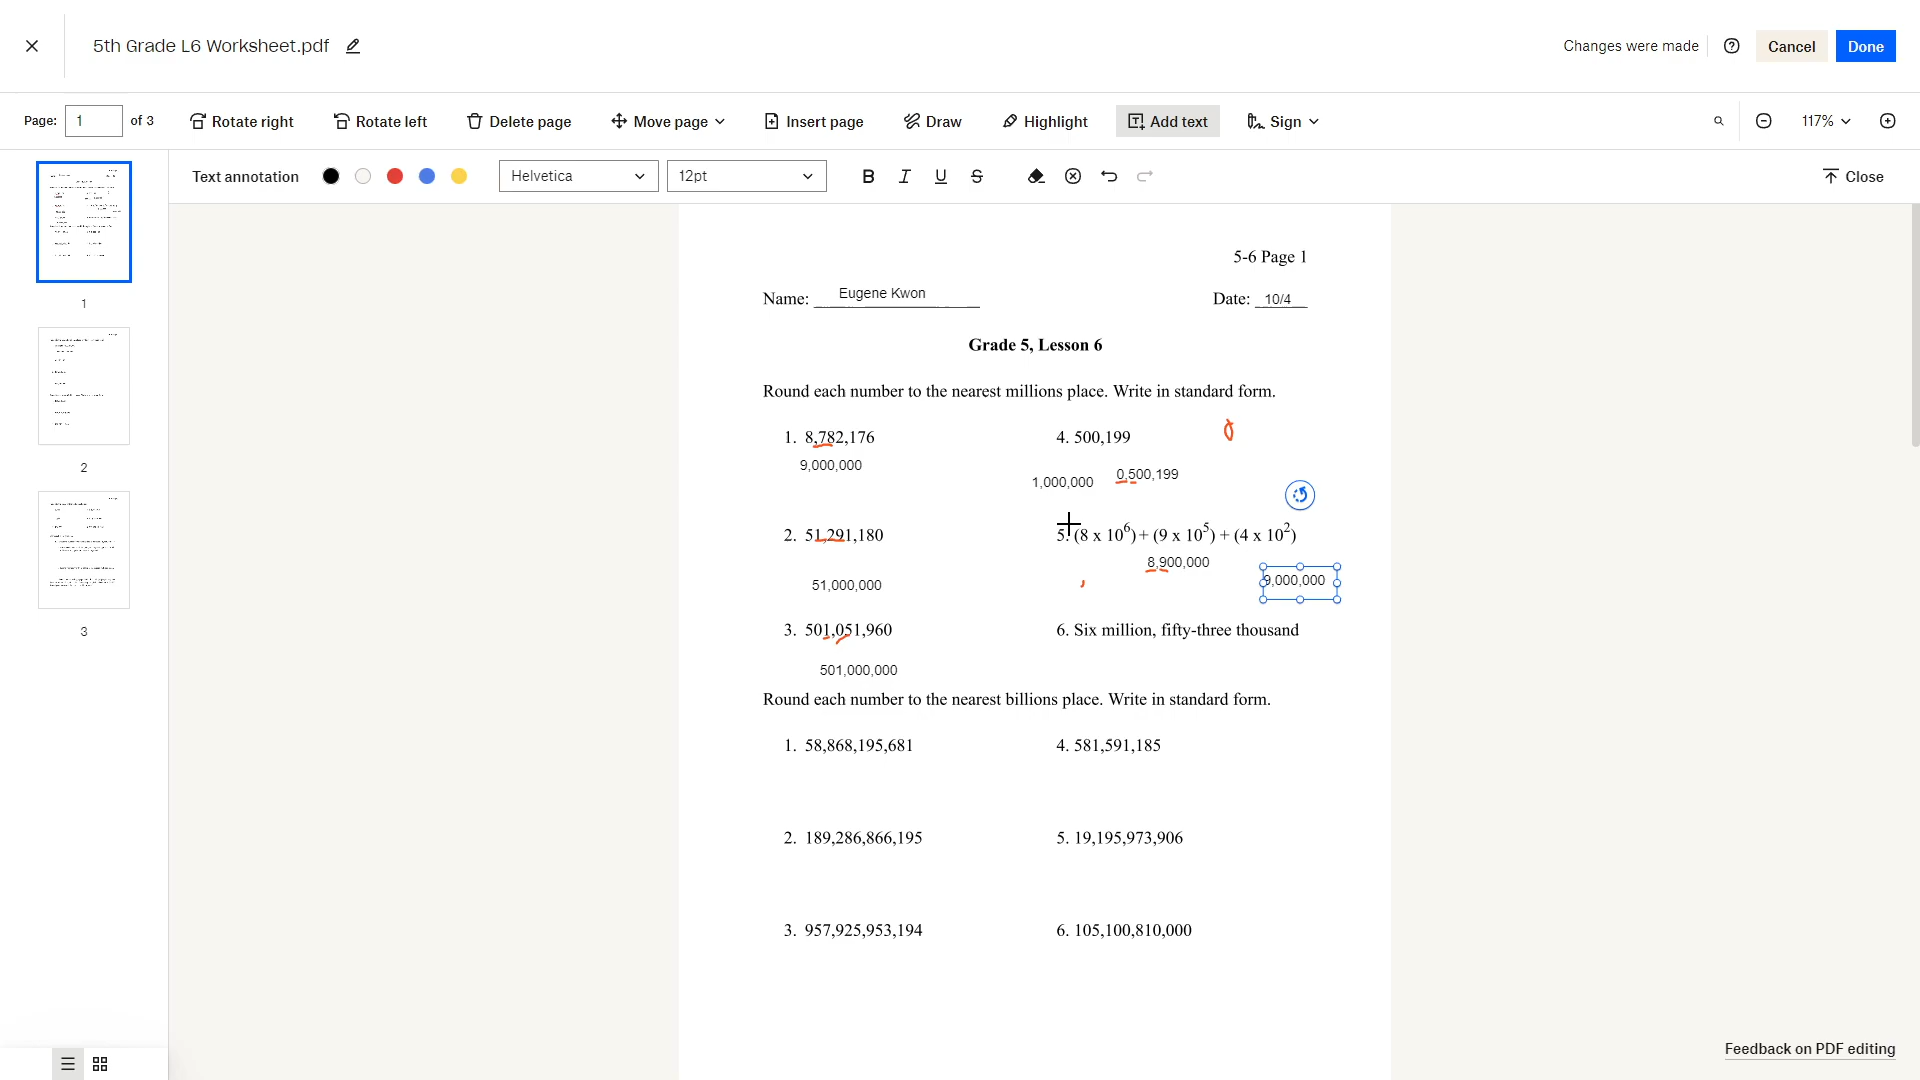 5th Grade L6 Worksheet.pdf
Changes were made
Cancel
Done
Page: 1 of 3
Rotate right
Rotate left
Delete page
Move page
Insert page
Draw
Highlight
Add text
Sign
117%
Text annotation
Helvetica
12pt
B I U S
Close
1
2
3
5-6 Page 1
Name: Eugene Kwon
Date: 10/4
Grade 5, Lesson 6
Round each number to the nearest millions place. Write in standard form.
1. 8,782,176
9,000,000
4. 500,199
1,000,000
0,500,199
2. 51,291,180
51,000,000
5. (8 x 10⁶) + (9 x 10⁵) + (4 x 10²)
8,900,000
9,000,000
3. 501,051,960
501,000,000
6. Six million, fifty-three thousand
Round each number to the nearest billions place. Write in standard form.
1. 58,868,195,681
4. 581,591,185
2. 189,286,866,195
5. 19,195,973,906
3. 957,925,953,194
6. 105,100,810,000
Feedback on PDF editing